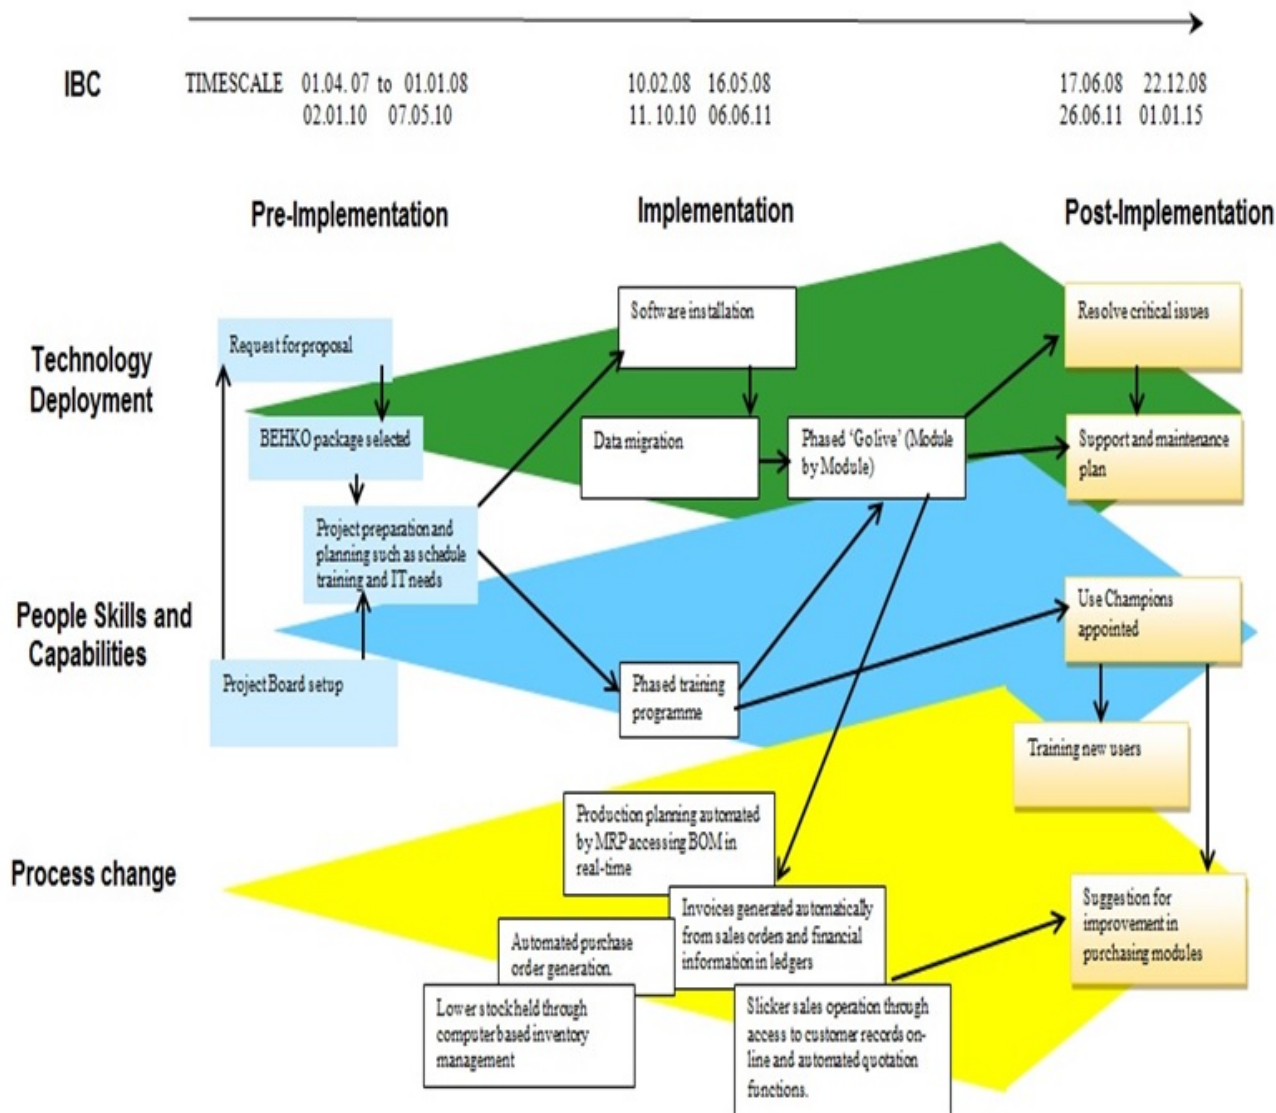 IBC
TIMESCALE 01.04. 07 to 01.01.08
02.01.10 07.05.10
10.02.08 16.05.08
11. 10.10 06.06.11
17.06.08 22.12.08
26.06.11 01.01.15
Pre-Implementation
Implementation
Post-Implementation
Technology
Deployment
Request for proposal
BEHKO package selected
Project preparation and
planning such as schedule
training and IT needs
Software installation
Data migration
Phased ‘Go live’ (Module
by Module)
Resolve critical issues
Support and maintenance
plan
People Skills and
Capabilities
Project Board setup
Phased training
programme
Use Champions
appointed
Training new users
Process change
Production planning automated
by MRP accessing BOM in
real-time
Invoices generated automatically
from sales orders and financial
information in ledgers
Automated purchase
order generation.
Lower stock held through
computer based inventory
management
Slicker sales operation through
access to customer records on-
line and automated quotation
functions.
Suggestion for
improvement in
purchasing modules